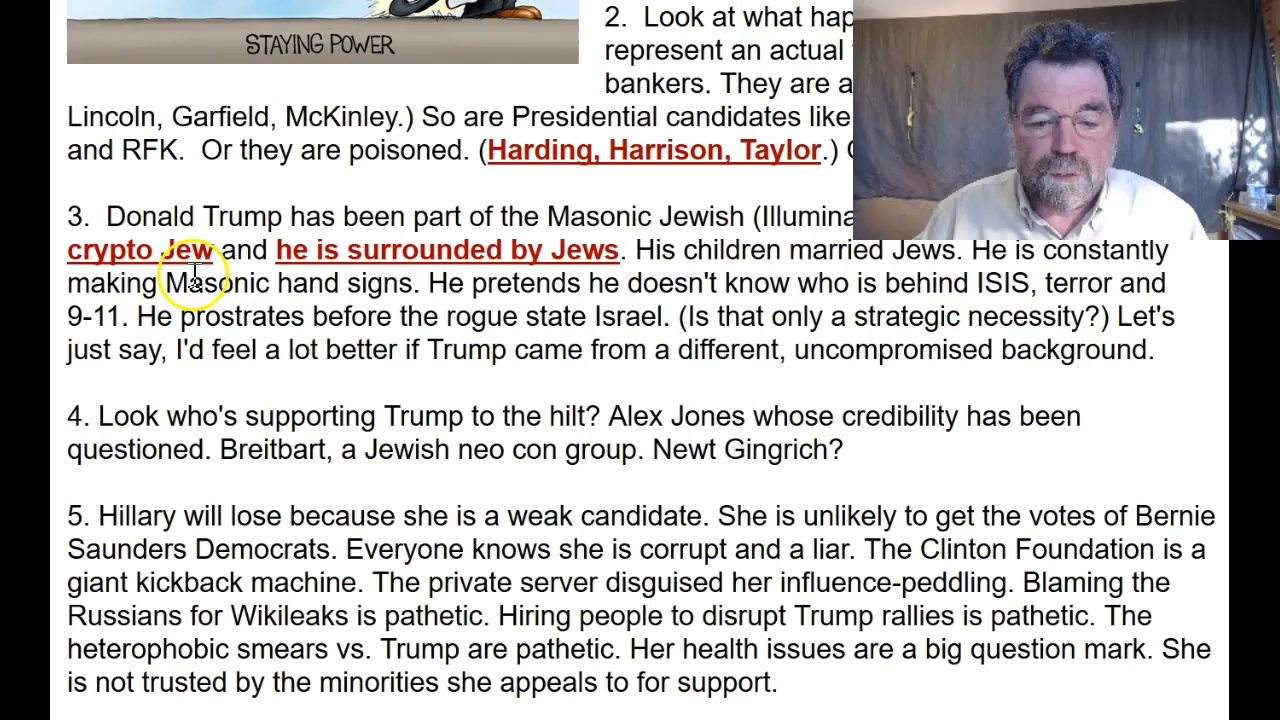 STAYING POWER
2.  Look at what hap
represent an actual
bankers. They are a
Lincoln, Garfield, McKinley.) So are Presidential candidates like
and RFK.  Or they are poisoned. (Harding, Harrison, Taylor.)
3.  Donald Trump has been part of the Masonic Jewish (Illumina
crypto Jew and he is surrounded by Jews. His children married Jews. He is constantly
making Masonic hand signs. He pretends he doesn't know who is behind ISIS, terror and
9-11. He prostrates before the rogue state Israel. (Is that only a strategic necessity?) Let's
just say, I'd feel a lot better if Trump came from a different, uncompromised background.
4. Look who's supporting Trump to the hilt? Alex Jones whose credibility has been
questioned. Breitbart, a Jewish neo con group. Newt Gingrich?
5. Hillary will lose because she is a weak candidate. She is unlikely to get the votes of Bernie
Saunders Democrats. Everyone knows she is corrupt and a liar. The Clinton Foundation is a
giant kickback machine. The private server disguised her influence-peddling. Blaming the
Russians for Wikileaks is pathetic. Hiring people to disrupt Trump rallies is pathetic. The
heterophobic smears vs. Trump are pathetic. Her health issues are a big question mark. She
is not trusted by the minorities she appeals to for support.